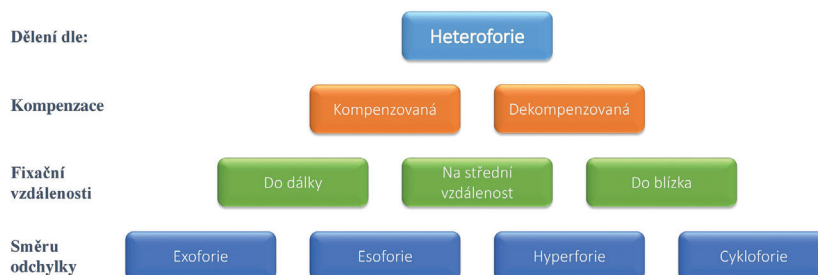 Dělení dle:
Heteroforie
Kompenzace
Kompenzovaná
Dekompenzovaná
Fixační
vzdálenosti
Do dálky
Na střední
vzdálenost
Do blízka
Směru
odchylky
Exoforie
Esoforie
Hyperforie
Cykloforie